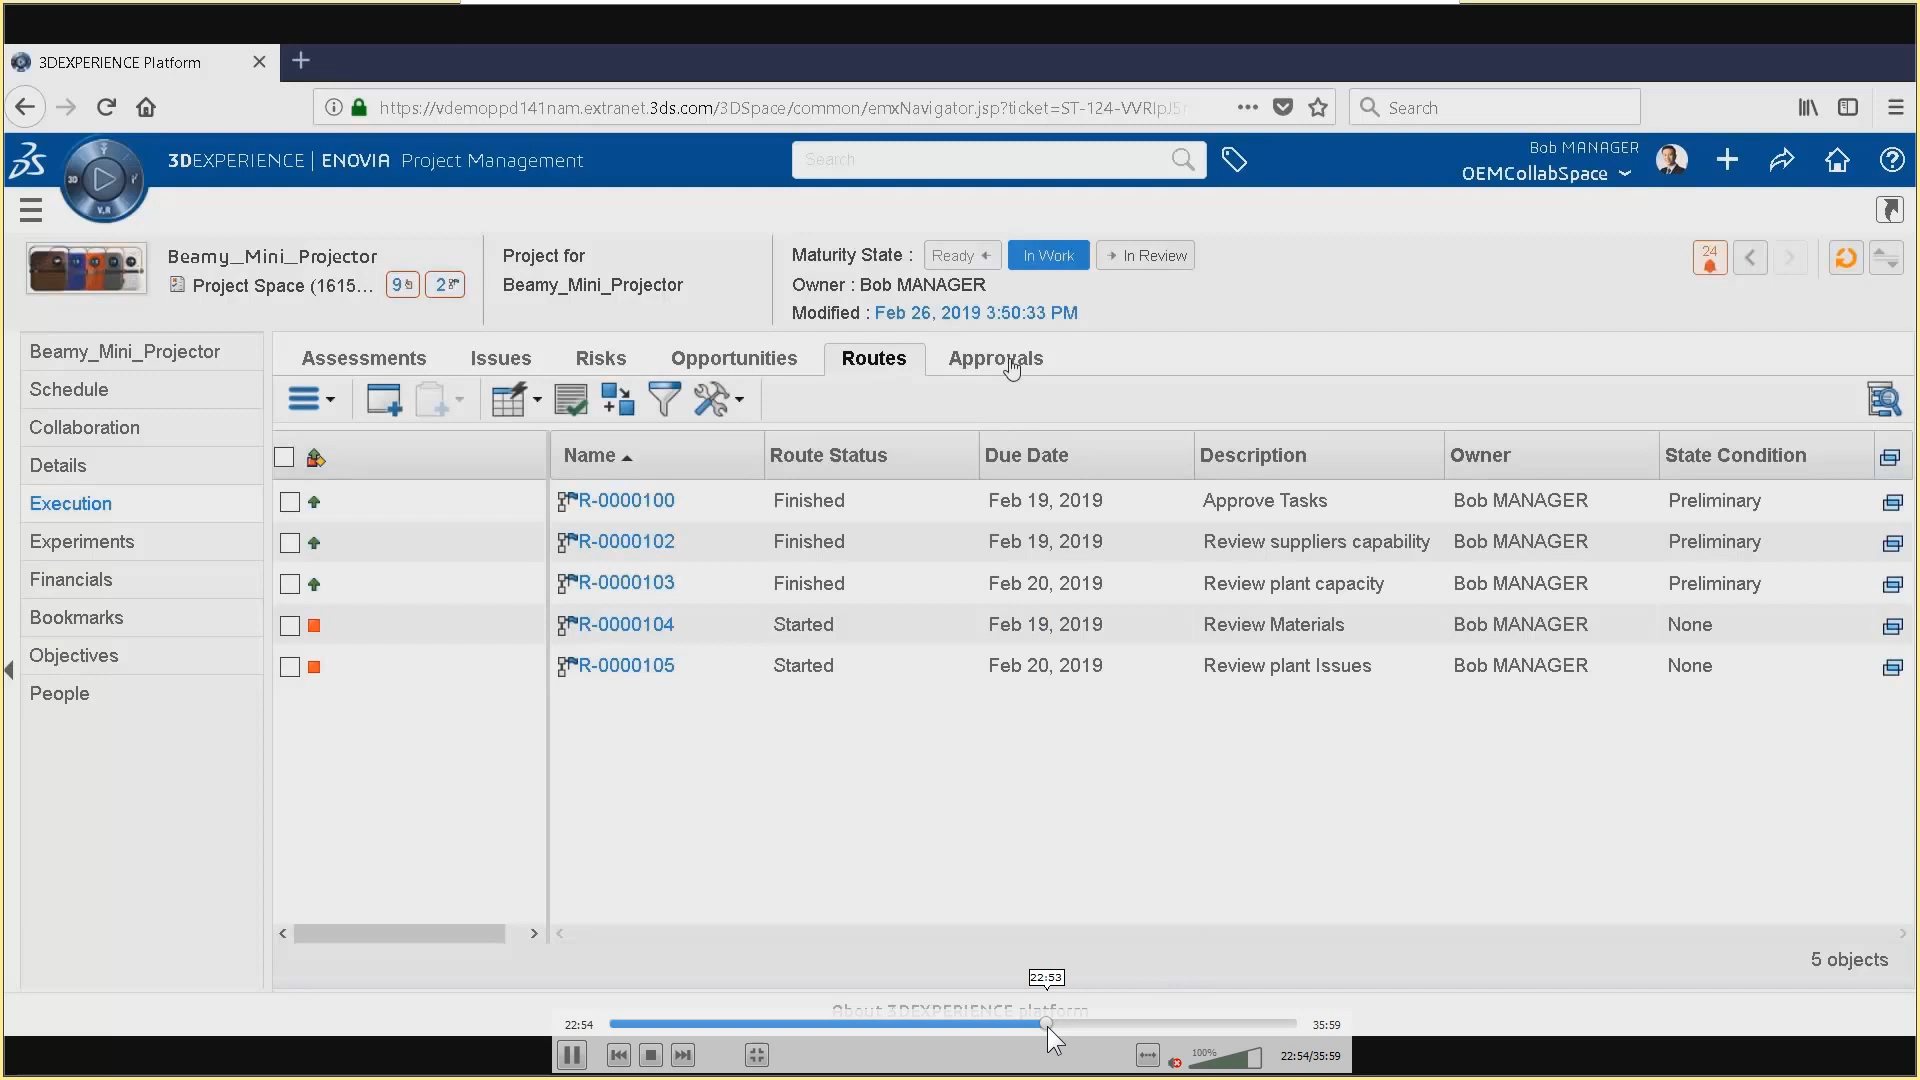 3DEXPERIENCE Platform
https://vdemoppd141nam.extranet.3ds.com/3DSpace/common/emxNavigator.jsp?ticket=ST-124-VVRIpJ5
Search
3DEXPERIENCE | ENOVIA Project Management
Search
Bob MANAGER
OEMCollabSpace
3D
V.R
Beamy_Mini_Projector
Project Space (1615...
9
2
Project for
Beamy_Mini_Projector
Maturity State :
Ready
In Work
In Review
Owner : Bob MANAGER
Modified : Feb 26, 2019 3:50:33 PM
24
Beamy_Mini_Projector
Schedule
Collaboration
Details
Execution
Experiments
Financials
Bookmarks
Objectives
People
Assessments Issues Risks Opportunities Routes Approvals
Name Route Status Due Date Description Owner State Condition
R-0000100 Finished Feb 19, 2019 Approve Tasks Bob MANAGER Preliminary
R-0000102 Finished Feb 19, 2019 Review suppliers capability Bob MANAGER Preliminary
R-0000103 Finished Feb 20, 2019 Review plant capacity Bob MANAGER Preliminary
R-0000104 Started Feb 19, 2019 Review Materials Bob MANAGER None
R-0000105 Started Feb 20, 2019 Review plant Issues Bob MANAGER None
5 objects
22:53
About 3DEXPERIENCE platform
22:54
35:59
100%
22:54/35:59